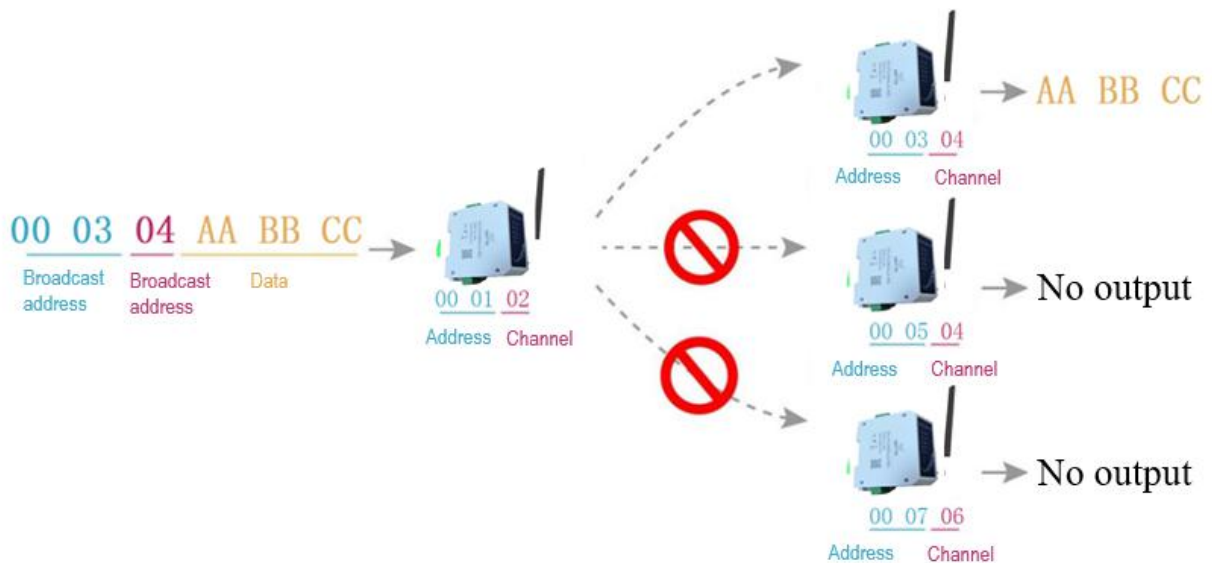 AA BB CC
00 03 04
Address Channel
00 03 04 AA BB CC
Broadcast address
Broadcast address
Data
00 01 02
Address Channel
No output
00 05 04
Address Channel
No output
00 07 06
Address Channel